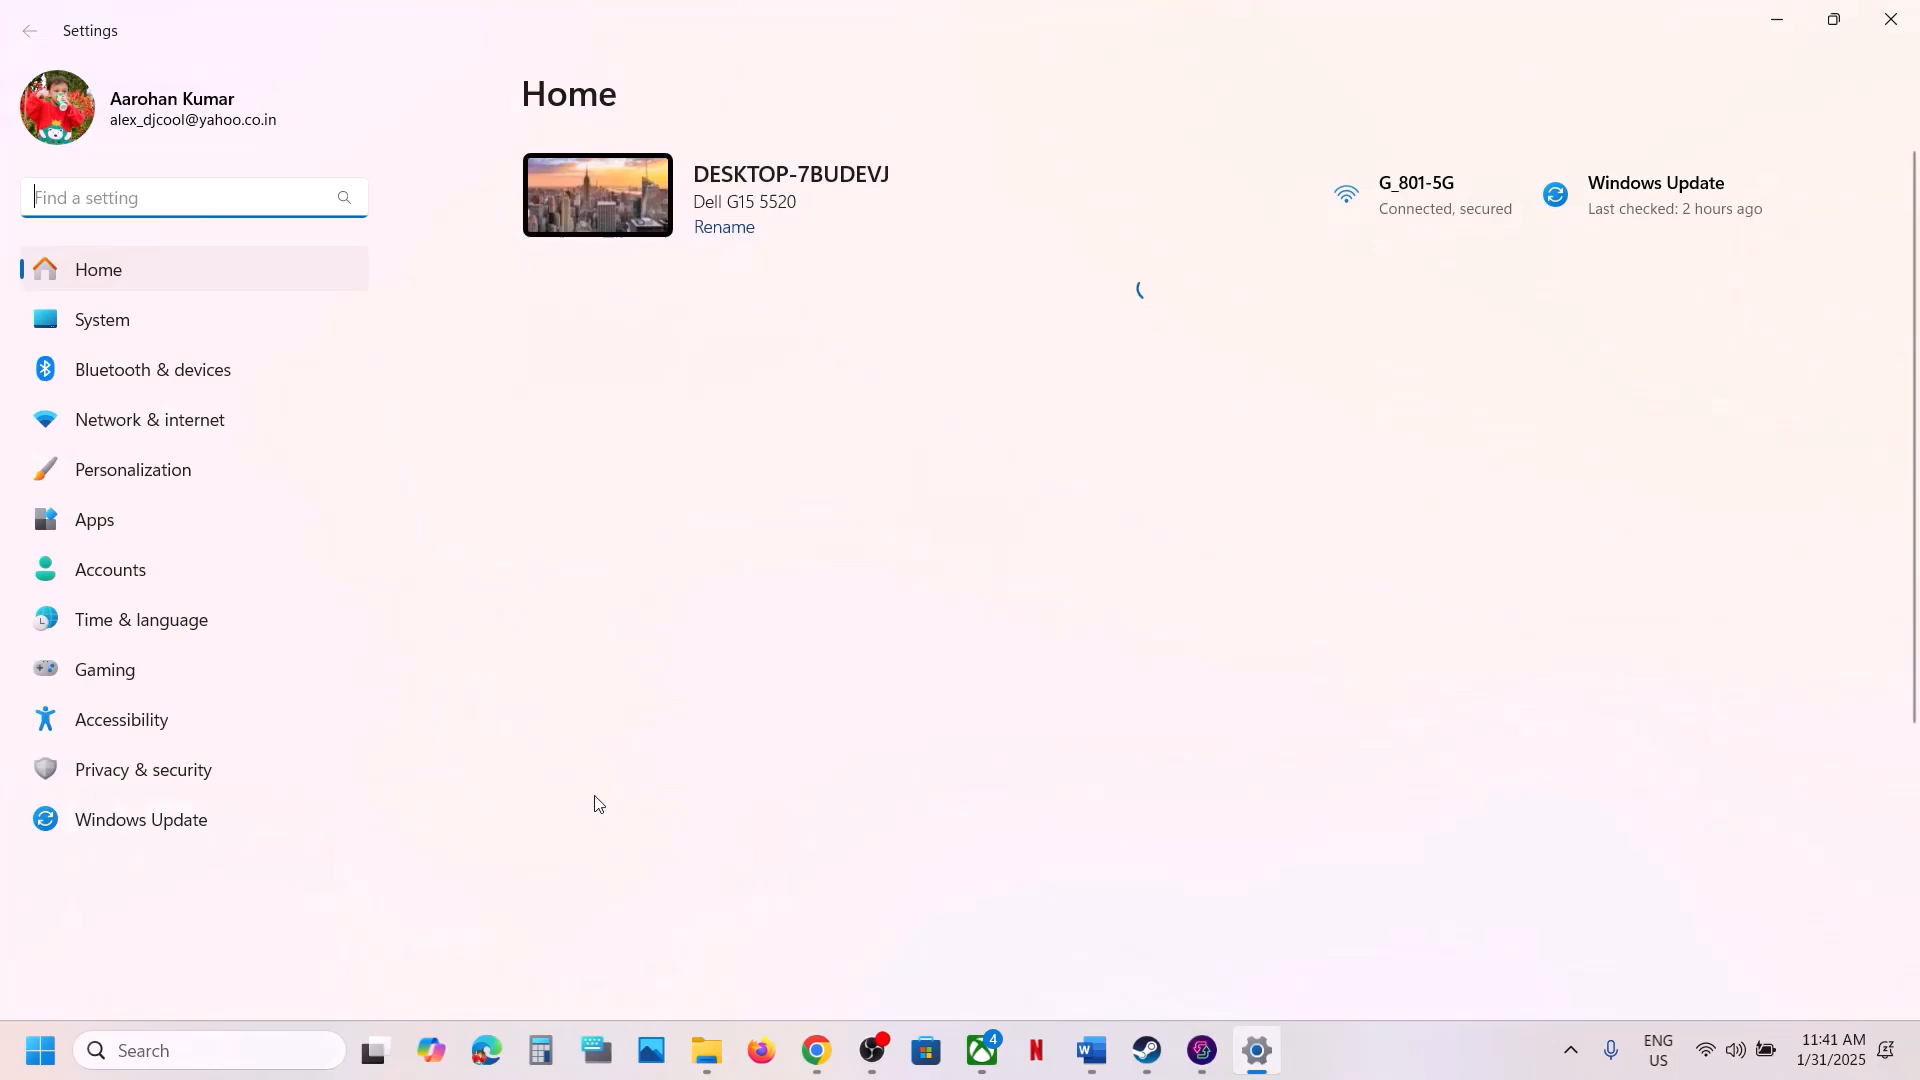 Settings
Aarohan Kumar
alex_djcool@yahoo.co.in
Find a setting
Home
System
Bluetooth & devices
Network & internet
Personalization
Apps
Accounts
Time & language
Gaming
Accessibility
Privacy & security
Windows Update
Home
DESKTOP-7BUDEVJ
Dell G15 5520
Rename
G_801-5G
Connected, secured
Windows Update
Last checked: 2 hours ago
Search
4
ENG
US
11:41 AM
1/31/2025